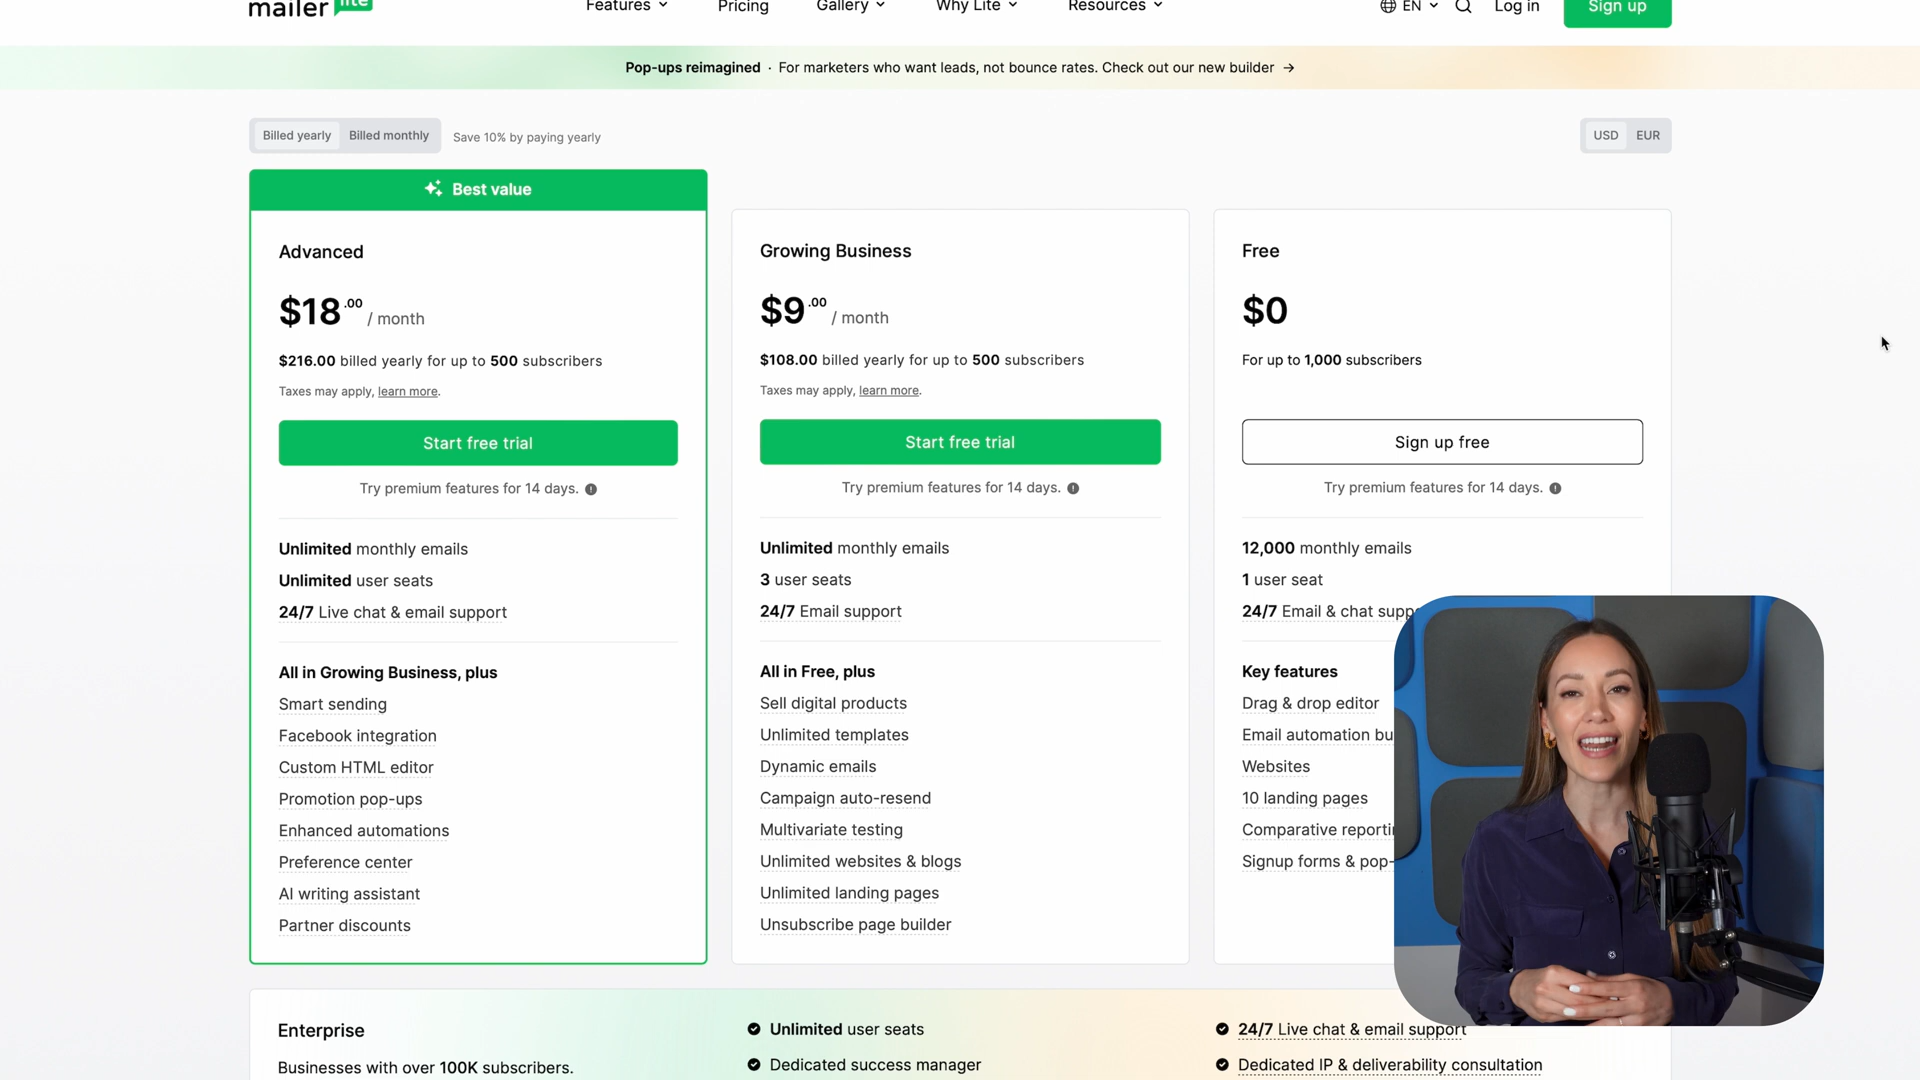 mailer lite
Features Pricing Gallery Why Lite Resources EN Log in Sign up
Pop-ups reimagined · For marketers who want leads, not bounce rates. Check out our new builder →
Billed yearly Billed monthly Save 10% by paying yearly
USD EUR
Best value
Advanced
$18.00 / month
$216.00 billed yearly for up to 500 subscribers
Taxes may apply, learn more.
Start free trial
Try premium features for 14 days.
Unlimited monthly emails
Unlimited user seats
24/7 Live chat & email support
All in Growing Business, plus
Smart sending
Facebook integration
Custom HTML editor
Promotion pop-ups
Enhanced automations
Preference center
AI writing assistant
Partner discounts
Growing Business
$9.00 / month
$108.00 billed yearly for up to 500 subscribers
Taxes may apply, learn more.
Start free trial
Try premium features for 14 days.
Unlimited monthly emails
3 user seats
24/7 Email support
All in Free, plus
Sell digital products
Unlimited templates
Dynamic emails
Campaign auto-resend
Multivariate testing
Unlimited websites & blogs
Unlimited landing pages
Unsubscribe page builder
Free
$0
For up to 1,000 subscribers
Sign up free
Try premium features for 14 days.
12,000 monthly emails
1 user seat
24/7 Email & chat
Key features
Drag & drop editor
Email automation
Websites
10 landing pages
Comparative
Signup forms &
Enterprise
Businesses with over 100K subscribers.
Unlimited user seats
Dedicated success manager
24/7 Live chat & email support
Dedicated IP & deliverability consultation